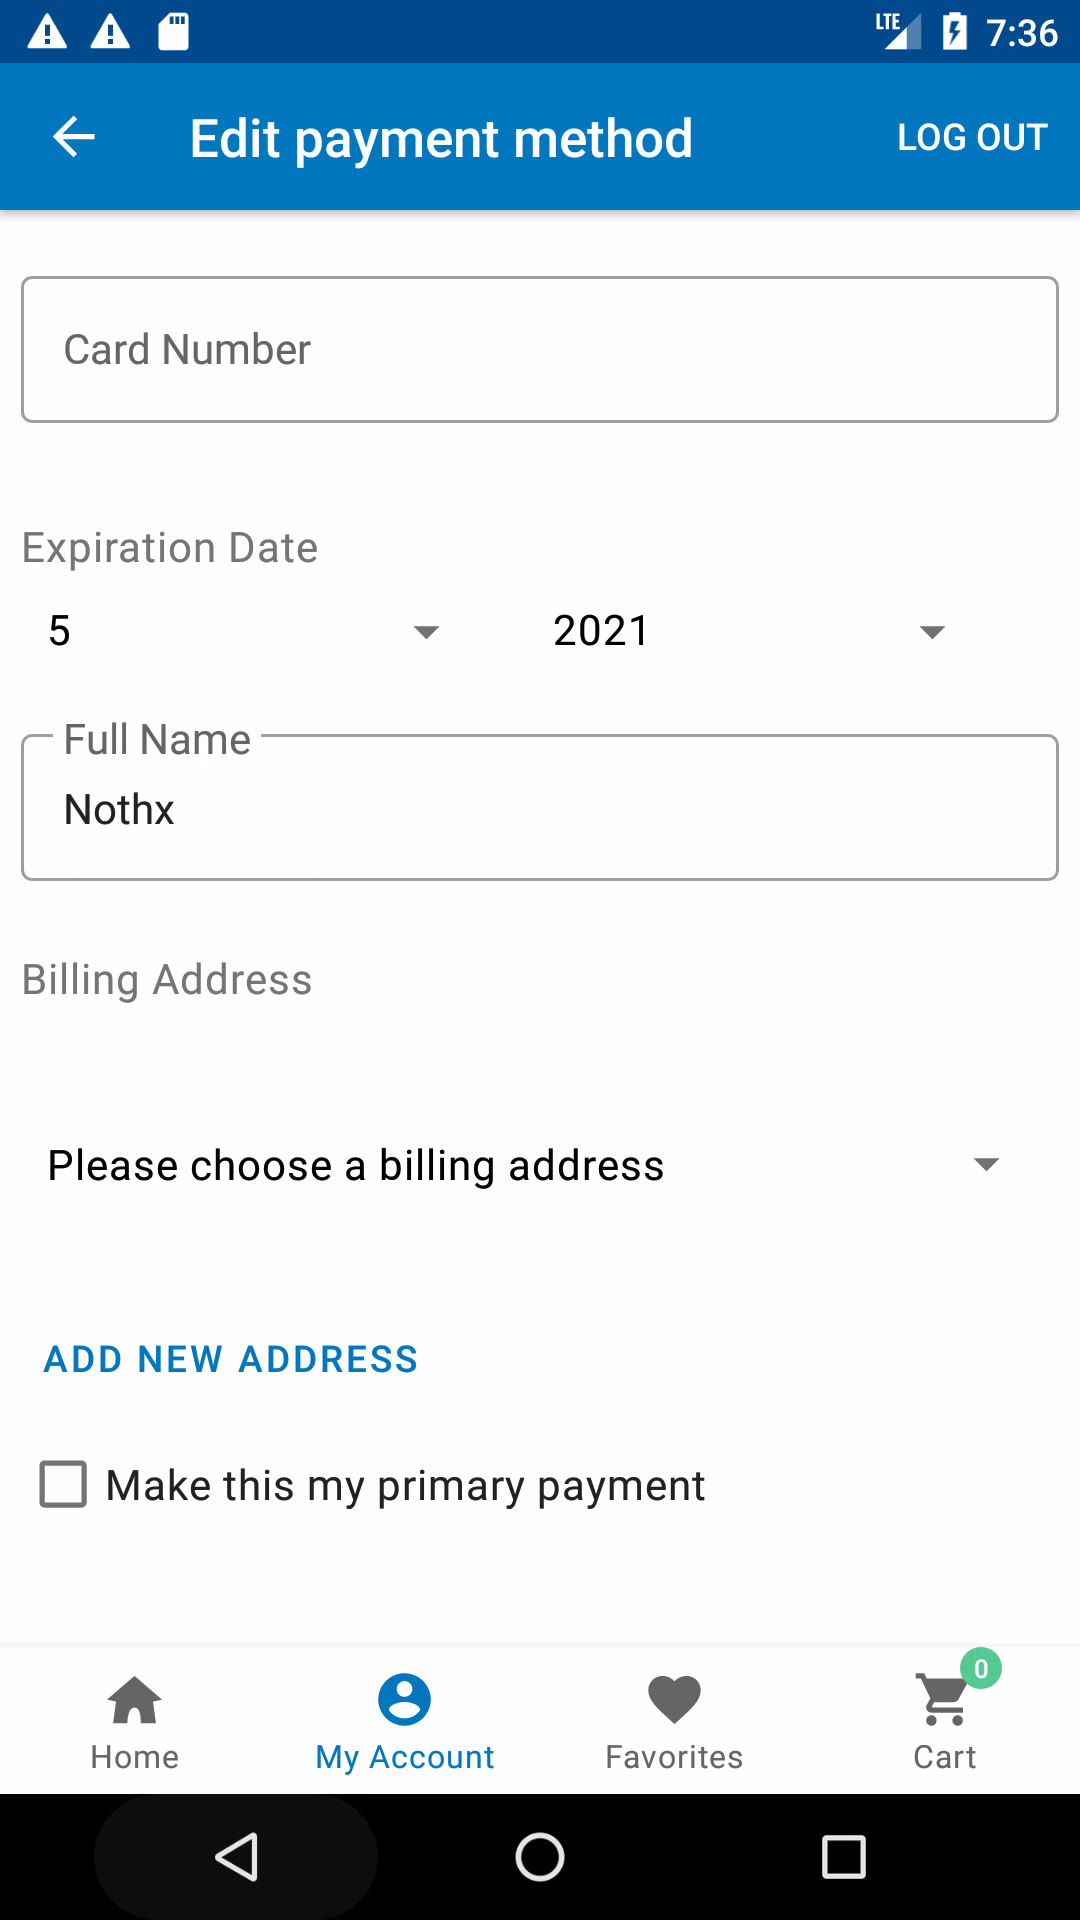 LTE 7:36
Edit payment method LOG OUT
Card Number
Expiration Date
5 2021
Full Name
Nothx
Billing Address
Please choose a billing address
ADD NEW ADDRESS
Make this my primary payment
0
Home My Account Favorites Cart